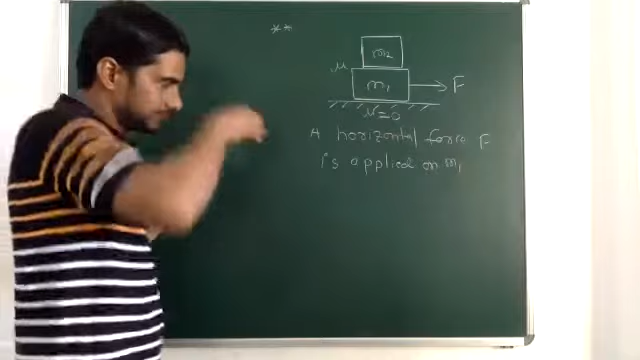 **
m2
μ
m1 F
μ=0
A horizontal force F
is applied on m1